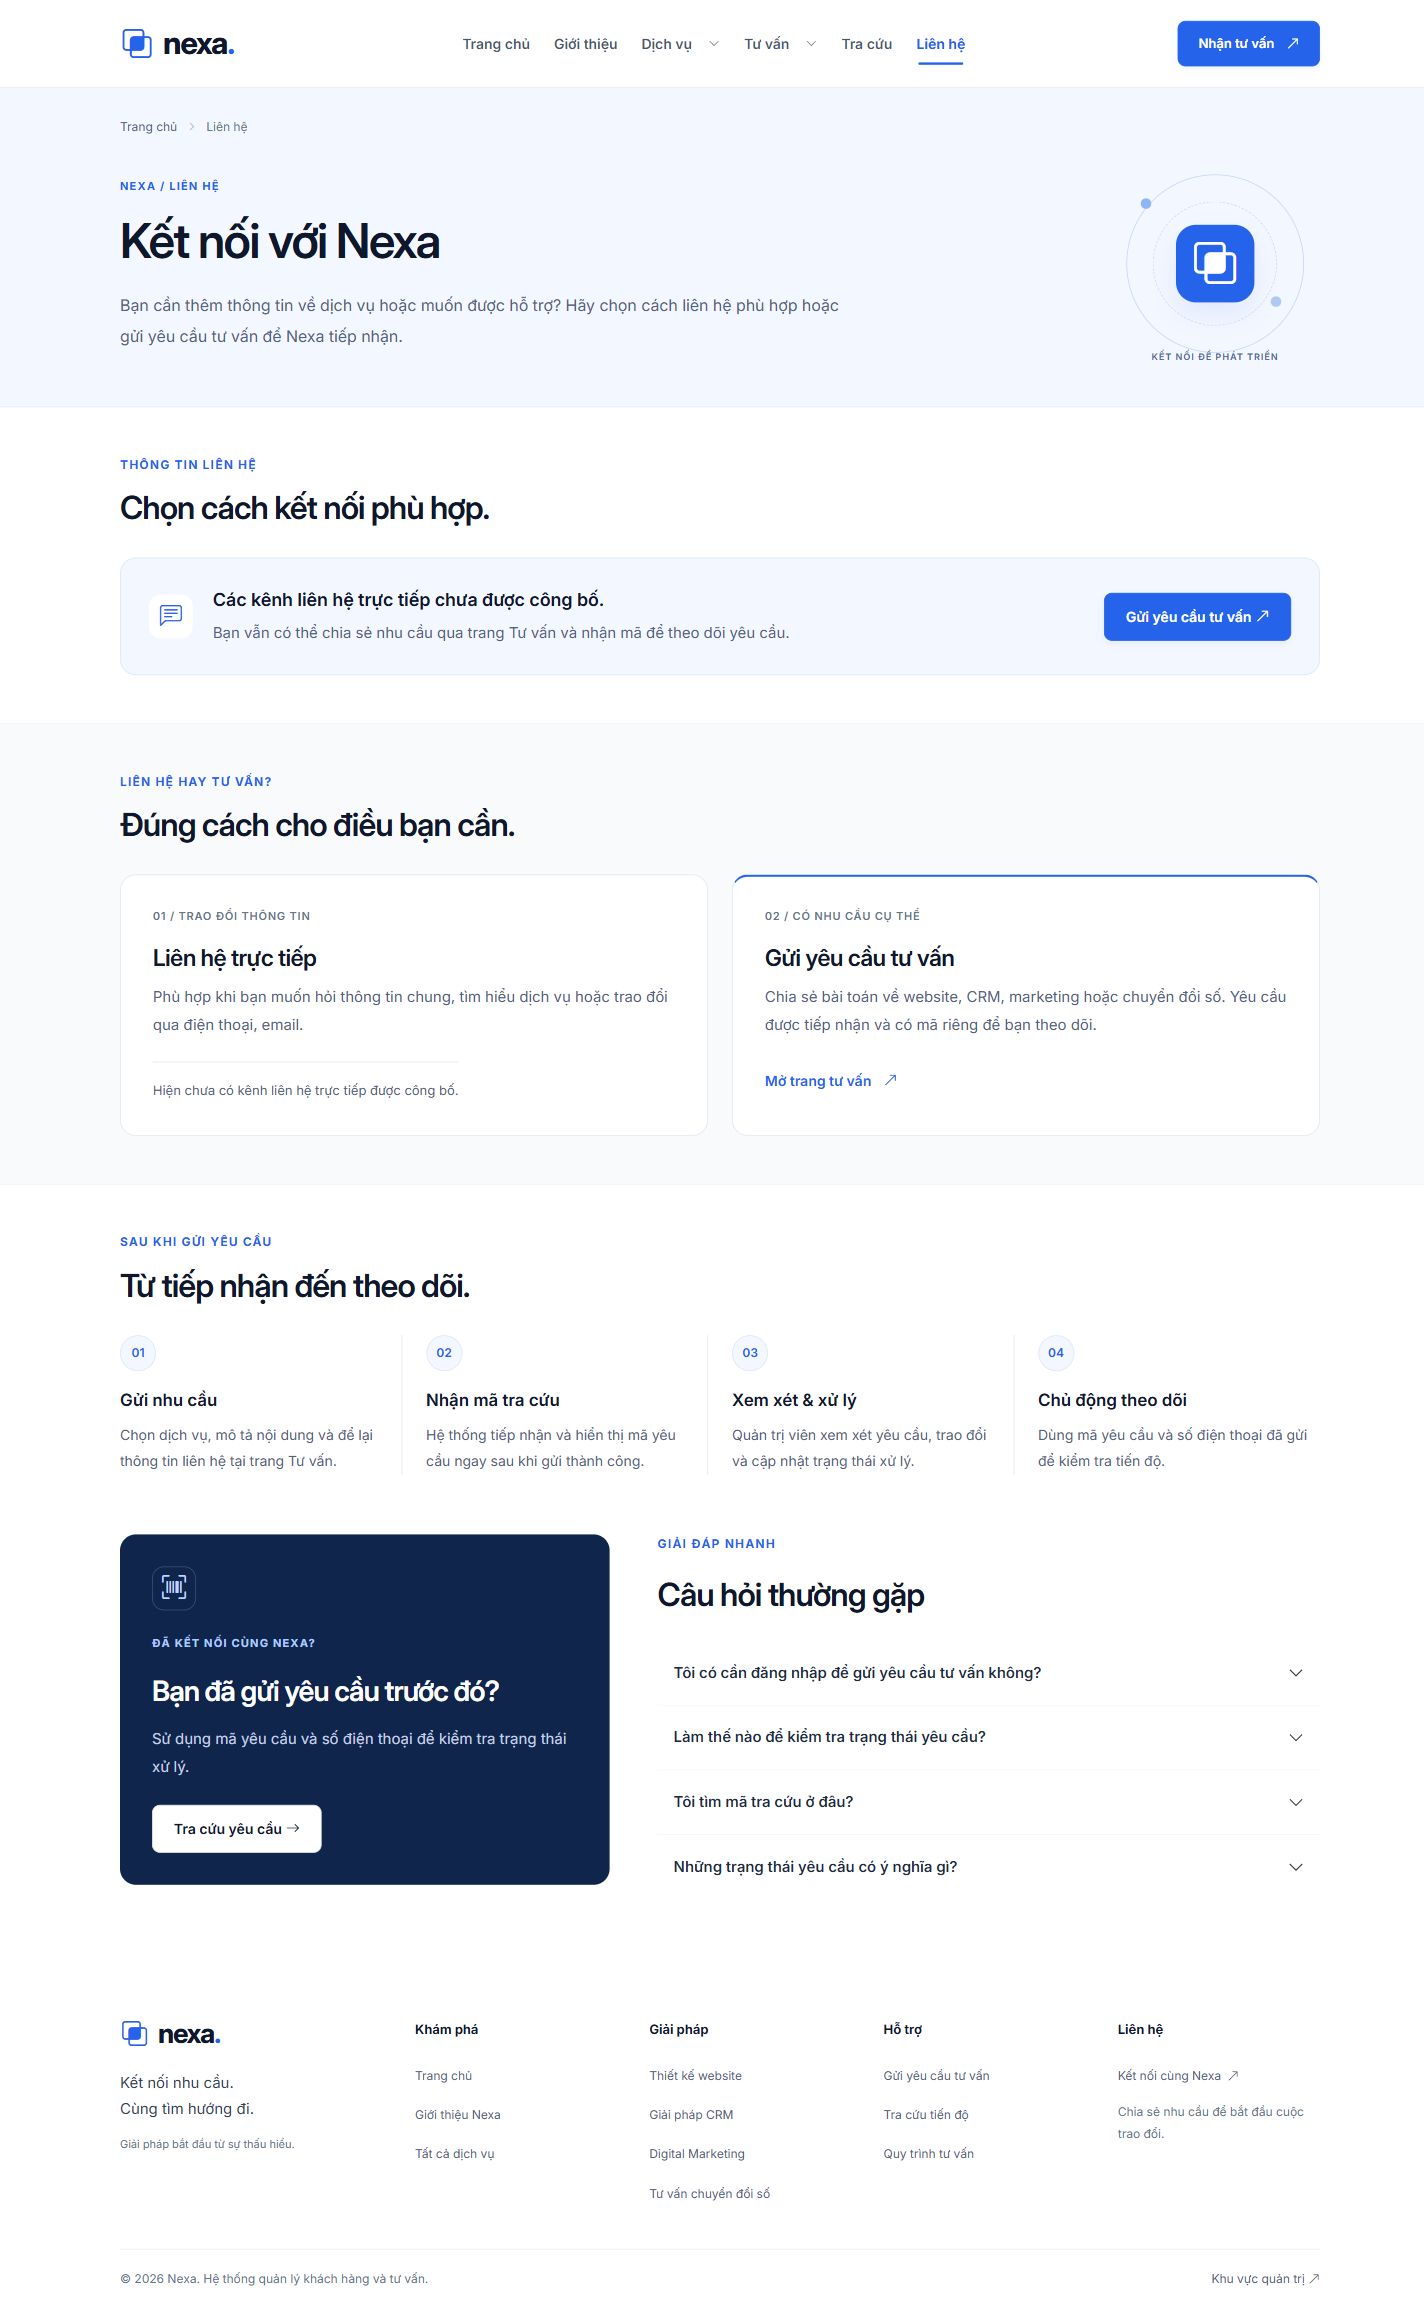 nexa.
Trang chủ
Giới thiệu
Dịch vụ
Tư vấn
Tra cứu
Liên hệ
Nhận tư vấn
Trang chủ
Liên hệ
NEXA / LIÊN HỆ
Kết nối với Nexa
Bạn cần thêm thông tin về dịch vụ hoặc muốn được hỗ trợ? Hãy chọn cách liên hệ phù hợp hoặc
gửi yêu cầu tư vấn để Nexa tiếp nhận.
KẾT NỐI ĐỂ PHÁT TRIỂN
THÔNG TIN LIÊN HỆ
Chọn cách kết nối phù hợp.
Các kênh liên hệ trực tiếp chưa được công bố.
Bạn vẫn có thể chia sẻ nhu cầu qua trang Tư vấn và nhận mã để theo dõi yêu cầu.
Gửi yêu cầu tư vấn
LIÊN HỆ HAY TƯ VẤN?
Đúng cách cho điều bạn cần.
01 / TRAO ĐỔI THÔNG TIN
Liên hệ trực tiếp
Phù hợp khi bạn muốn hỏi thông tin chung, tìm hiểu dịch vụ hoặc trao đổi
qua điện thoại, email.
Hiện chưa có kênh liên hệ trực tiếp được công bố.
02 / CÓ NHU CẦU CỤ THỂ
Gửi yêu cầu tư vấn
Chia sẻ bài toán về website, CRM, marketing hoặc chuyển đổi số. Yêu cầu
được tiếp nhận và có mã riêng để bạn theo dõi.
Mở trang tư vấn
SAU KHI GỬI YÊU CẦU
Từ tiếp nhận đến theo dõi.
01
Gửi nhu cầu
Chọn dịch vụ, mô tả nội dung và để lại
thông tin liên hệ tại trang Tư vấn.
02
Nhận mã tra cứu
Hệ thống tiếp nhận và hiển thị mã yêu
cầu ngay sau khi gửi thành công.
03
Xem xét & xử lý
Quản trị viên xem xét yêu cầu, trao đổi
và cập nhật trạng thái xử lý.
04
Chủ động theo dõi
Dùng mã yêu cầu và số điện thoại đã gửi
để kiểm tra tiến độ.
ĐÃ KẾT NỐI CÙNG NEXA?
Bạn đã gửi yêu cầu trước đó?
Sử dụng mã yêu cầu và số điện thoại để kiểm tra trạng thái
xử lý.
Tra cứu yêu cầu
GIẢI ĐÁP NHANH
Câu hỏi thường gặp
Tôi có cần đăng nhập để gửi yêu cầu tư vấn không?
Làm thế nào để kiểm tra trạng thái yêu cầu?
Tôi tìm mã tra cứu ở đâu?
Những trạng thái yêu cầu có ý nghĩa gì?
nexa.
Kết nối nhu cầu.
Cùng tìm hướng đi.
Giải pháp bắt đầu từ sự thấu hiểu.
Khám phá
Trang chủ
Giới thiệu Nexa
Tất cả dịch vụ
Giải pháp
Thiết kế website
Giải pháp CRM
Digital Marketing
Tư vấn chuyển đổi số
Hỗ trợ
Gửi yêu cầu tư vấn
Tra cứu tiến độ
Quy trình tư vấn
Liên hệ
Kết nối cùng Nexa
Chia sẻ nhu cầu để bắt đầu cuộc
trao đổi.
© 2026 Nexa. Hệ thống quản lý khách hàng và tư vấn.
Khu vực quản trị